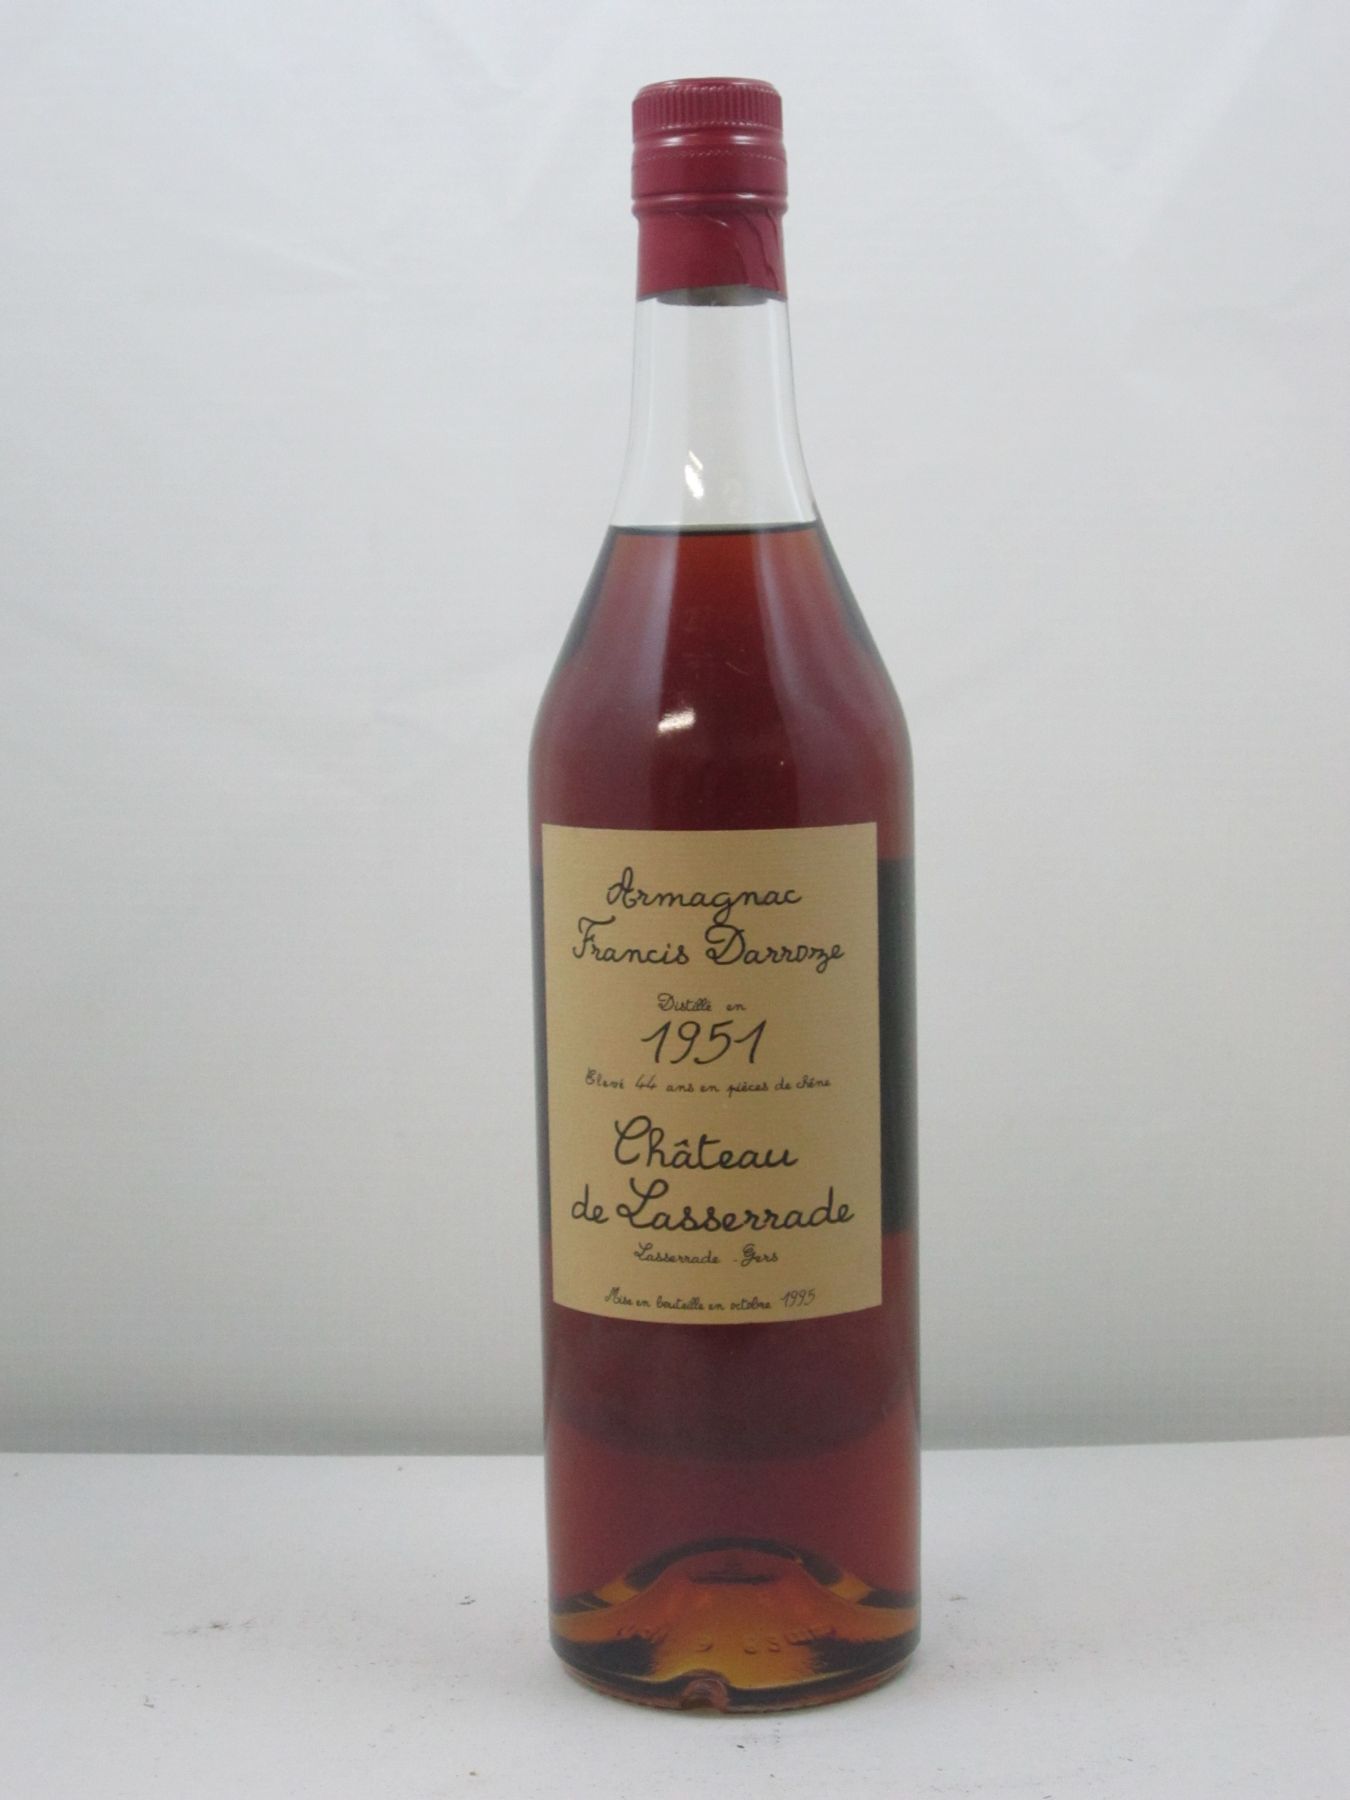 Armagnac
Francis Darroze
Distillé en
1951
Elevé 44 ans en pièces de chêne
Château
de Lasserrade
Lasserrade - Gers
Mise en bouteille en octobre 1995